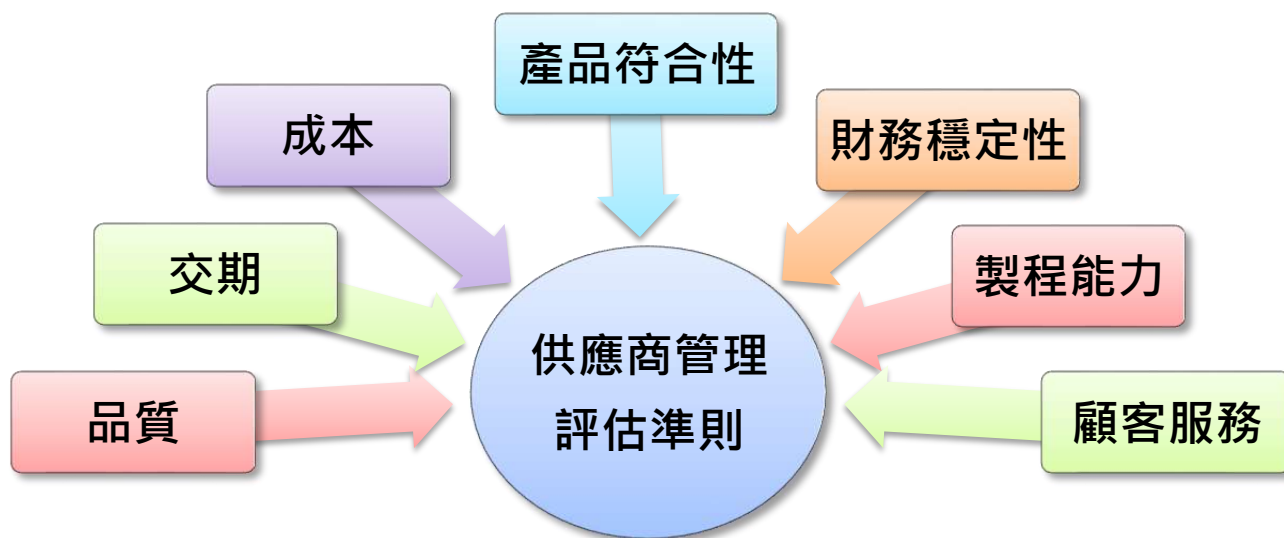 產品符合性
成本
財務穩定性
交期
製程能力
品質
顧客服務
供應商管理
評估準則